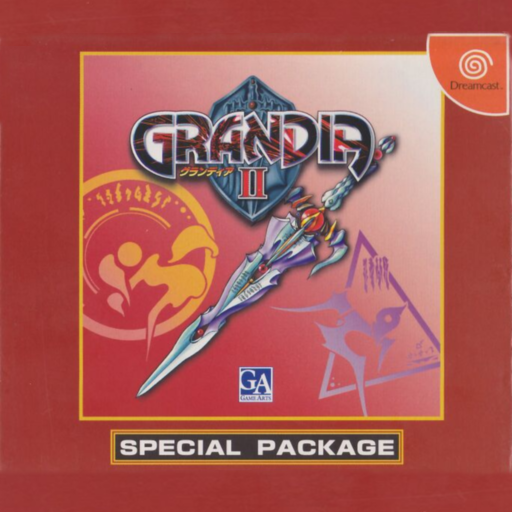 Dreamcast
GRANDIA
グランディア
II
GA
GAME ARTS
SPECIAL PACKAGE